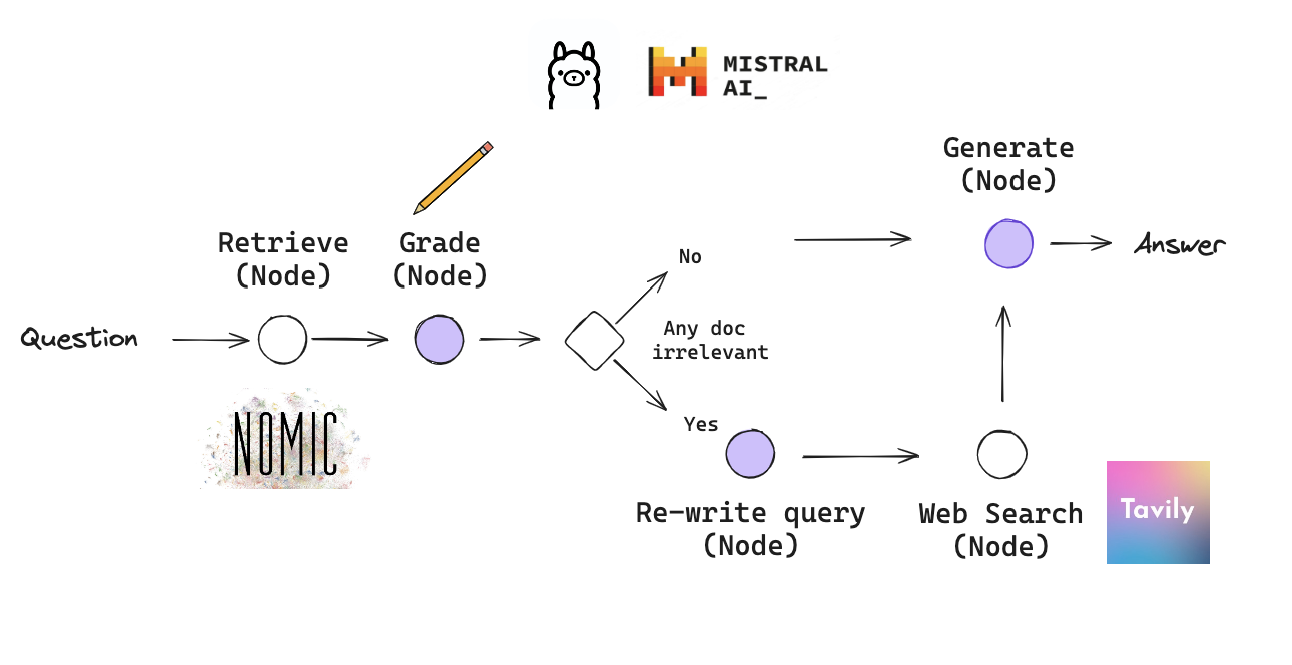 MISTRAL
AI_
Generate
(Node)
Retrieve
(Node)
Grade
(Node)
No
Answer
Question
Any doc
irrelevant
Yes
NOMIC
Re-write query
(Node)
Web Search
(Node)
Tavily